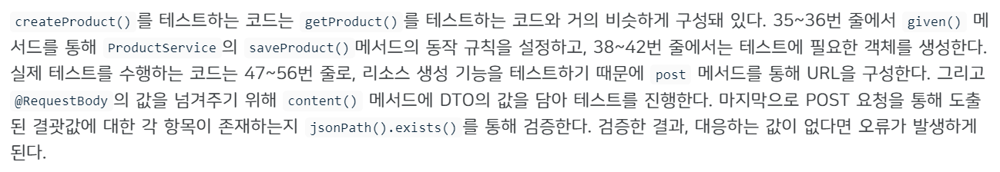 createProduct() 를 테스트하는 코드는 getProduct() 를 테스트하는 코드와 거의 비슷하게 구성돼 있다. 35~36번 줄에서 given() 메
서드를 통해 ProductService 의 saveProduct() 메서드의 동작 규칙을 설정하고, 38~42번 줄에서는 테스트에 필요한 객체를 생성한다.
실제 테스트를 수행하는 코드는 47~56번 줄로, 리소스 생성 기능을 테스트하기 때문에 post 메서드를 통해 URL을 구성한다. 그리고
@RequestBody 의 값을 넘겨주기 위해 content() 메서드에 DTO의 값을 담아 테스트를 진행한다. 마지막으로 POST 요청을 통해 도출
된 결괏값에 대한 각 항목이 존재하는지 jsonPath().exists() 를 통해 검증한다. 검증한 결과, 대응하는 값이 없다면 오류가 발생하게
된다.